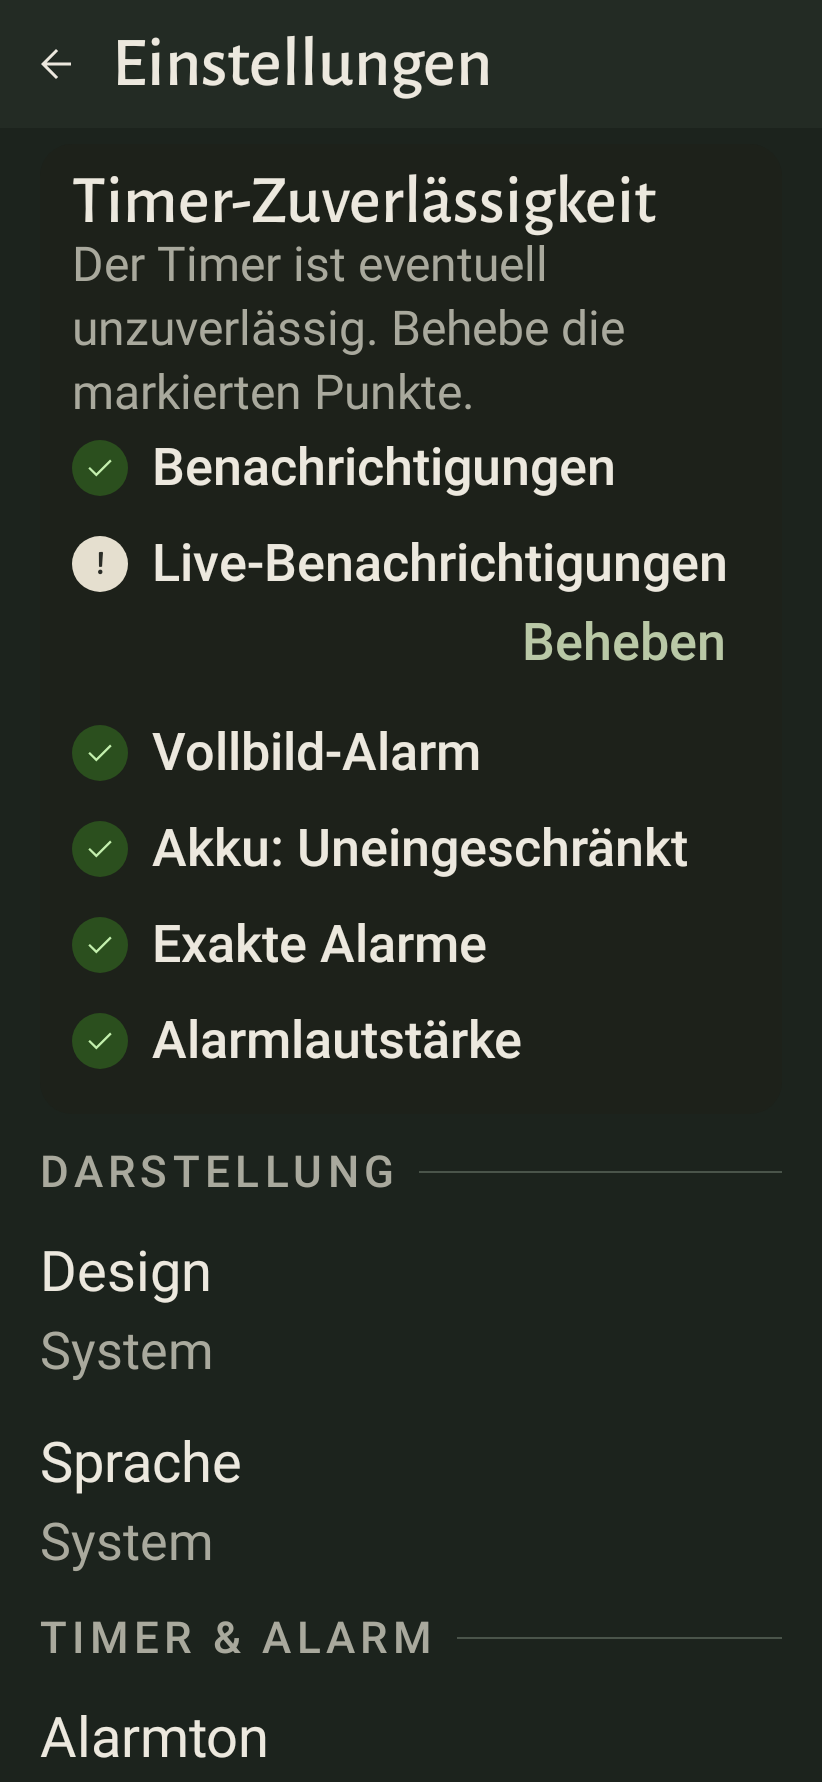 Einstellungen
Timer-Zuverlässigkeit
Der Timer ist eventuell
unzuverlässig. Behebe die
markierten Punkte.
Benachrichtigungen
! Live-Benachrichtigungen
Beheben
Vollbild-Alarm
Akku: Uneingeschränkt
Exakte Alarme
Alarmlautstärke
DARSTELLUNG
Design
System
Sprache
System
TIMER & ALARM
Alarmton